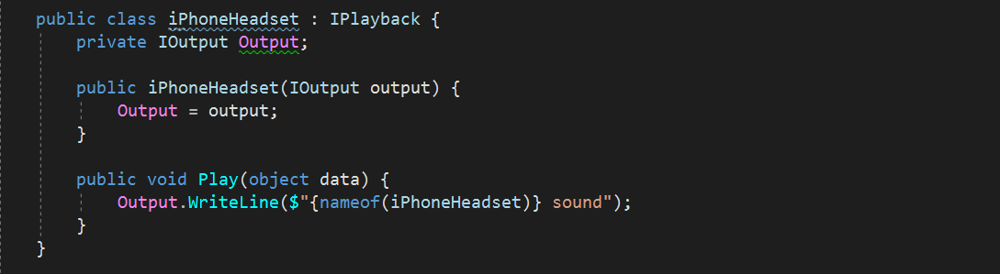 public class iPhoneHeadset : IPlayback {
private IOutput Output;
public iPhoneHeadset(IOutput output) {
Output = output;
}
public void Play(object data) {
Output.WriteLine($"{nameof(iPhoneHeadset)} sound");
}
}